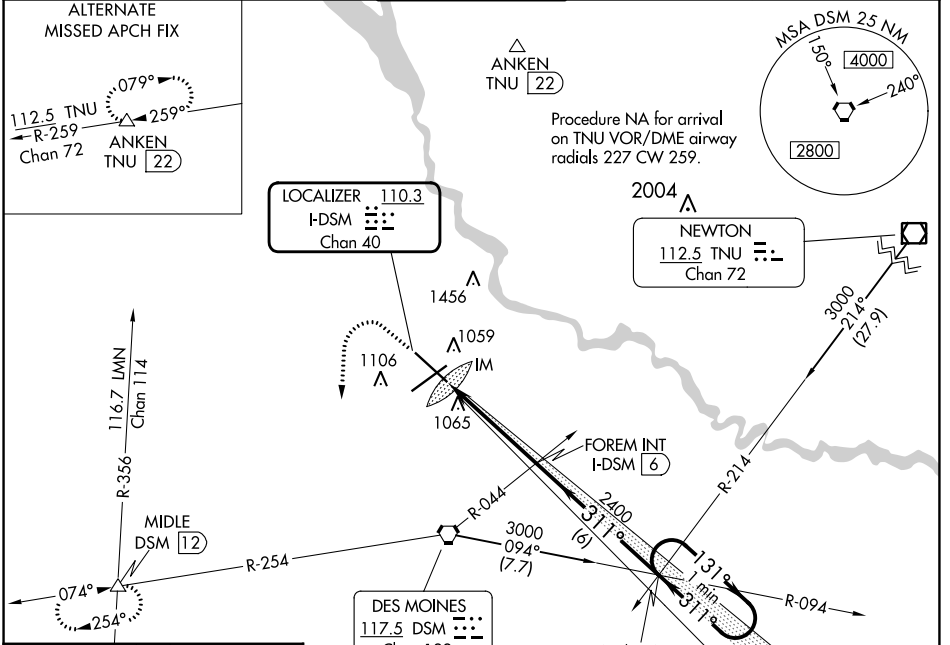 ALTERNATE
MISSED APCH FIX
079°
259°
112.5 TNU
R-259
Chan 72
ANKEN
TNU 22
ANKEN
TNU 22
Procedure NA for arrival
on TNU VOR/DME airway
radials 227 CW 259.
MSA DSM 25 NM
150°
4000
240°
2800
2004
LOCALIZER 110.3
I-DSM
Chan 40
NEWTON
112.5 TNU
Chan 72
1456
1059
1106
IM
1065
3000
214°
(27.9)
116.7 LMN
Chan 114
R-356
FOREM INT
I-DSM 6
R-214
R-044
2400
311°
(6)
MIDLE
DSM 12
R-254
3000
094°
(7.7)
131°
1 min
311°
R-094
074°
254°
DES MOINES
117.5 DSM